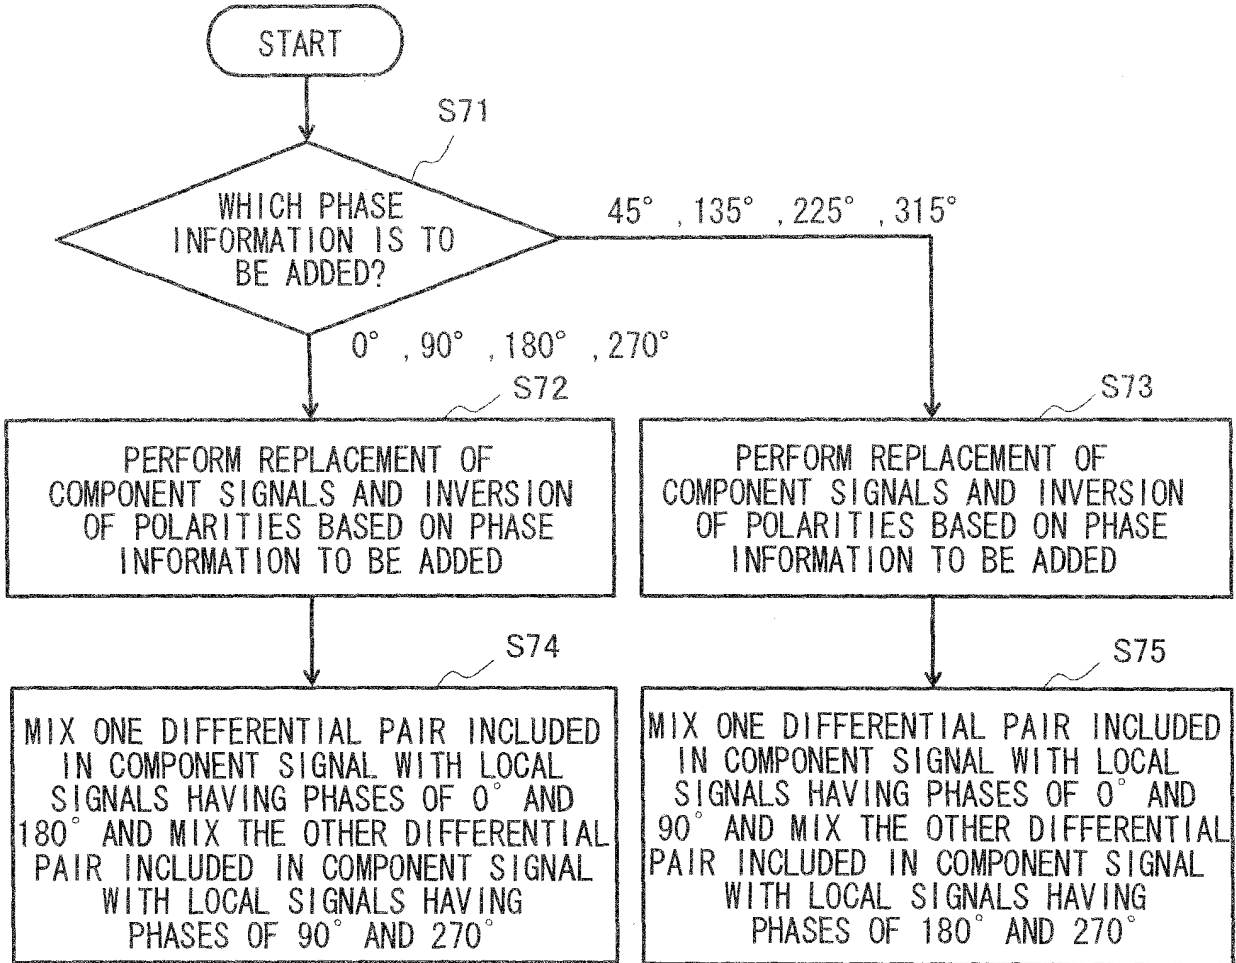 START
S71
WHICH PHASE
INFORMATION IS TO
BE ADDED?
45° ,135° ,225° ,315°
0° ,90° ,180° ,270°
S72
PERFORM REPLACEMENT OF
COMPONENT SIGNALS AND INVERSION
OF POLARITIES BASED ON PHASE
INFORMATION TO BE ADDED
S73
PERFORM REPLACEMENT OF
COMPONENT SIGNALS AND INVERSION
OF POLARITIES BASED ON PHASE
INFORMATION TO BE ADDED
S74
MIX ONE DIFFERENTIAL PAIR INCLUDED
IN COMPONENT SIGNAL WITH LOCAL
SIGNALS HAVING PHASES OF 0° AND
180° AND MIX THE OTHER DIFFERENTIAL
PAIR INCLUDED IN COMPONENT SIGNAL
WITH LOCAL SIGNALS HAVING
PHASES OF 90° AND 270°
S75
MIX ONE DIFFERENTIAL PAIR INCLUDED
IN COMPONENT SIGNAL WITH LOCAL
SIGNALS HAVING PHASES OF 0° AND
90° AND MIX THE OTHER DIFFERENTIAL
PAIR INCLUDED IN COMPONENT SIGNAL
WITH LOCAL SIGNALS HAVING
PHASES OF 180° AND 270°